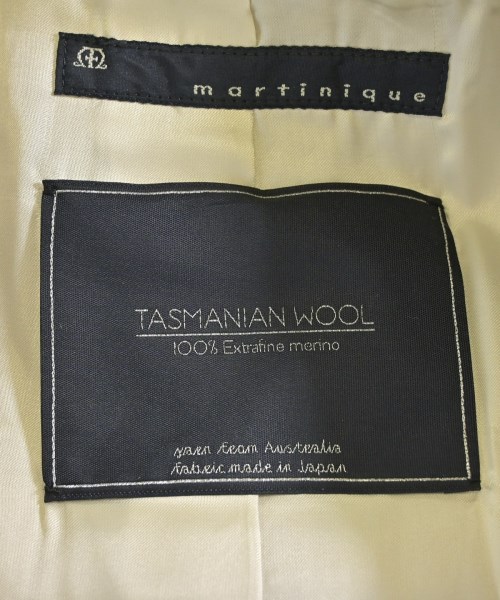 martinique
TASMANIAN WOOL
100% Extrafine merino
yarn from Australia
fabric made in Japan